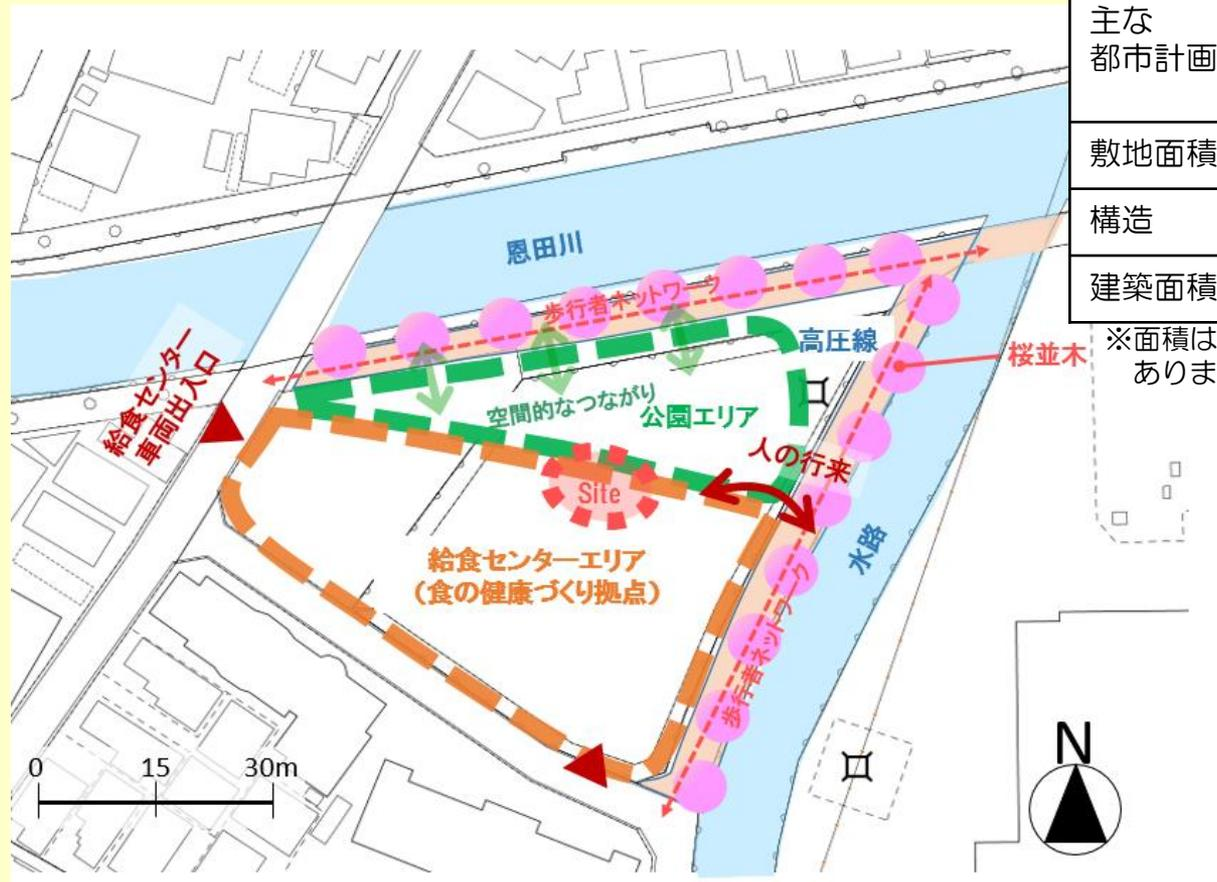 主な
都市計画
敷地面積
構造
建築面積
※面積は
ありま
恩田川
歩行者ネットワーク
高圧線
桜並木
給食センター
車両出入口
空間的なつながり
公園エリア
人の行来
Site
水路
給食センターエリア
(食の健康づくり拠点)
歩行者ネットワーク
0 15 30m
N